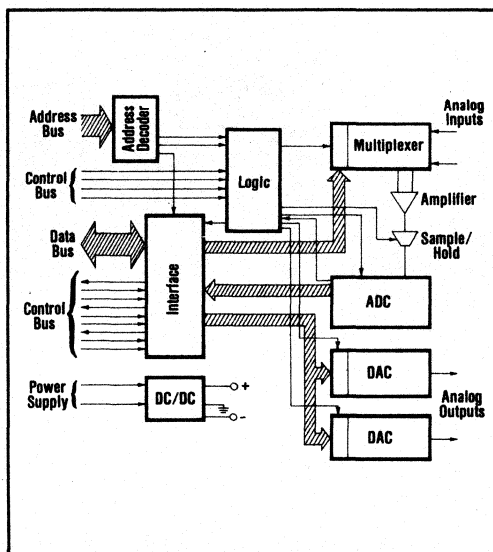 Address
Bus
Address
Decoder
Control
Bus
Logic
Multiplexer
Analog
Inputs
Amplifier
Sample/
Hold
Data
Bus
Interface
ADC
Control
Bus
DAC
Power
Supply
DC/DC
+
-
Analog
Outputs
DAC